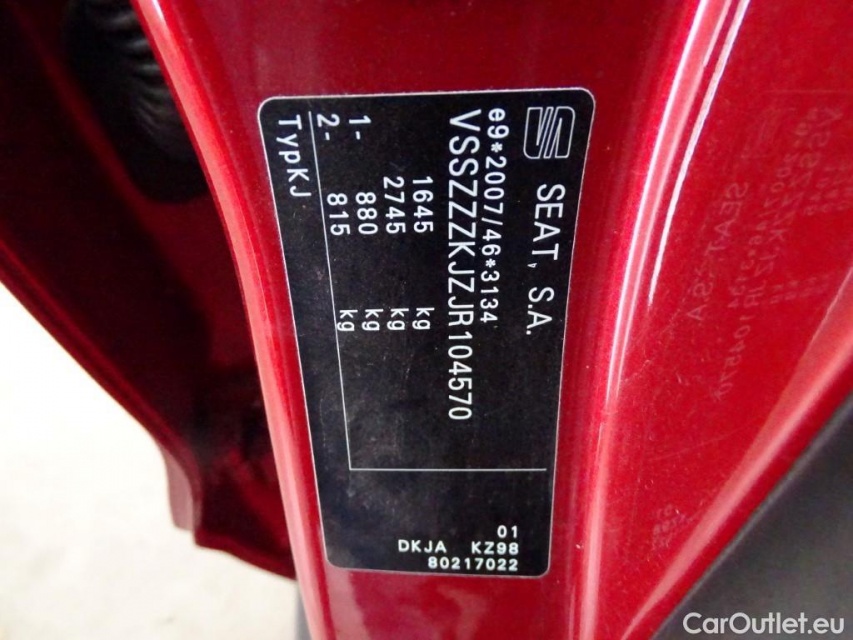 SEAT, S.A.
e9*2007/46*3134
VSSZZZKJZJR104570
1645 kg
2745 kg
1- 880 kg
2- 815 kg
TypKJ
01
DKJA KZ98
80217022
CarOutlet.eu